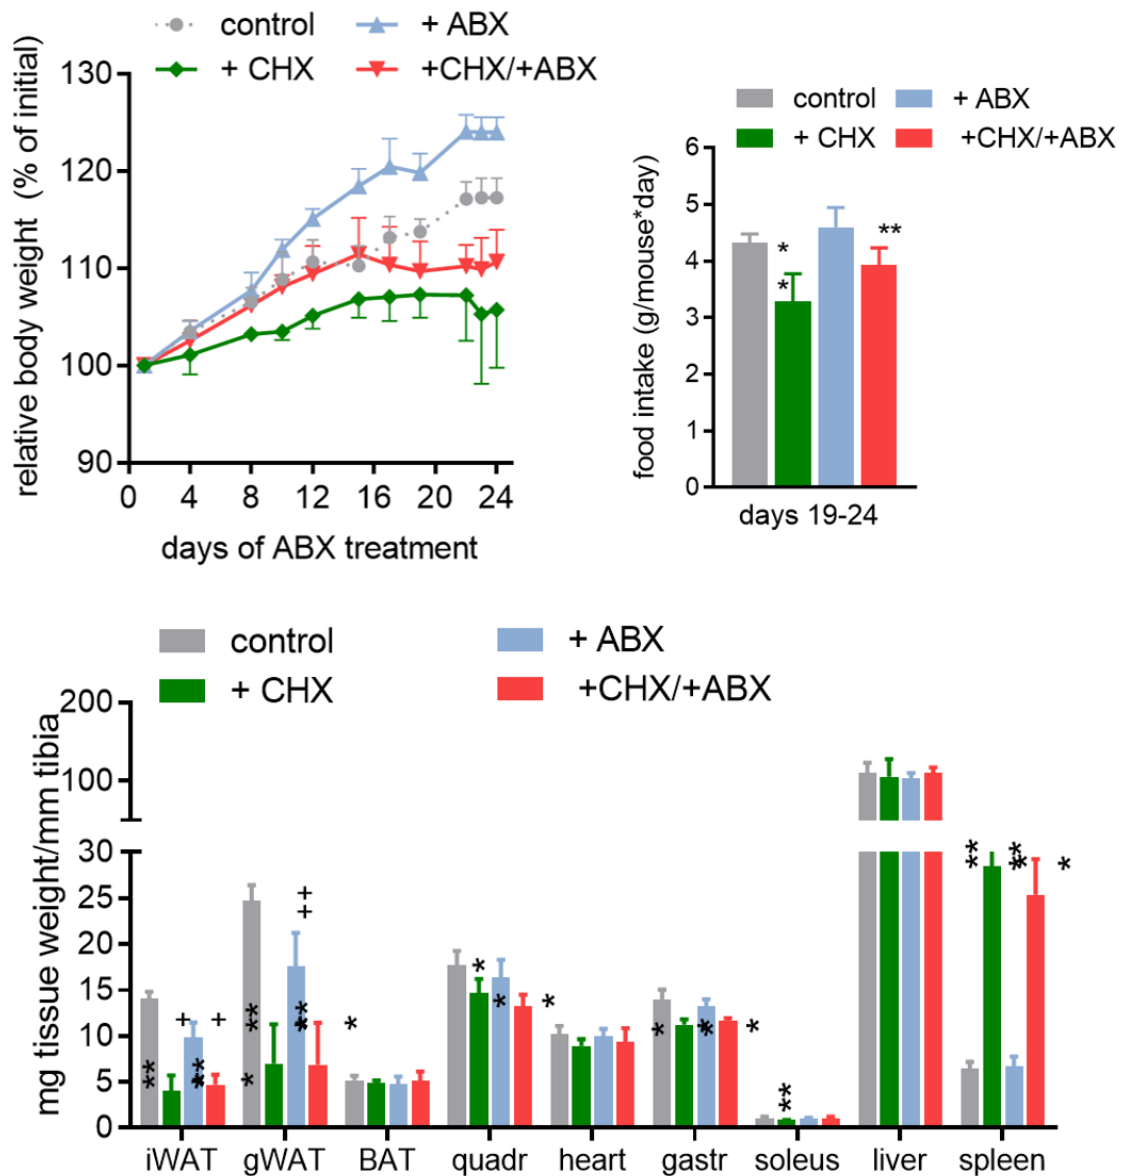 control
+ ABX
+ CHX
+CHX/+ABX
relative body weight (% of initial)
130
120
110
100
90
0 4 8 12 16 20 24
days of ABX treatment
control
+ ABX
+ CHX
+CHX/+ABX
food intake (g/mouse*day)
6
5
4
3
2
1
0
*
*
**
days 19-24
control
+ ABX
+ CHX
+CHX/+ABX
mg tissue weight/mm tibia
200
100
30
25
20
15
10
5
0
iWAT gWAT BAT quadr heart gastr soleus liver spleen